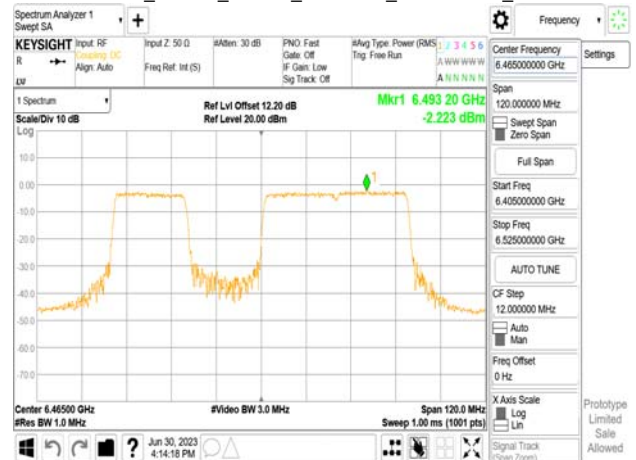 Spectrum Analyzer 1
Swept SA
Frequency
KEYSIGHT
R
Input: RF
Coupling: DC
Align: Auto
Input Z: 50 Ω
Freq Ref: Int (S)
#Atten: 30 dB
PNO: Fast
Gate: Off
IF Gain: Low
Sig Track: Off
#Avg Type: Power (RMS
Trig: Free Run
1 2 3 4 5 6
A W W W W W
A N N N N N
Center Frequency
6.465000000 GHz
Settings
Span
120.000000 MHz
Swept Span
Zero Span
Full Span
Start Freq
6.405000000 GHz
Stop Freq
6.525000000 GHz
AUTO TUNE
CF Step
12.000000 MHz
Auto
Man
Freq Offset
0 Hz
X Axis Scale
Log
Lin
Signal Track
(Span Zoom)
Prototype
Limited
Sale
Allowed
1 Spectrum
Scale/Div 10 dB
Log
Ref Lvl Offset 12.20 dB
Ref Level 20.00 dBm
Mkr1 6.493 20 GHz
-2.223 dBm
1
10.0
0.00
-10.0
-20.0
-30.0
-40.0
-50.0
-60.0
-70.0
Center 6.46500 GHz
#Res BW 1.0 MHz
#Video BW 3.0 MHz
Span 120.0 MHz
Sweep 1.00 ms (1001 pts)
?
Jun 30, 2023
4:14:18 PM